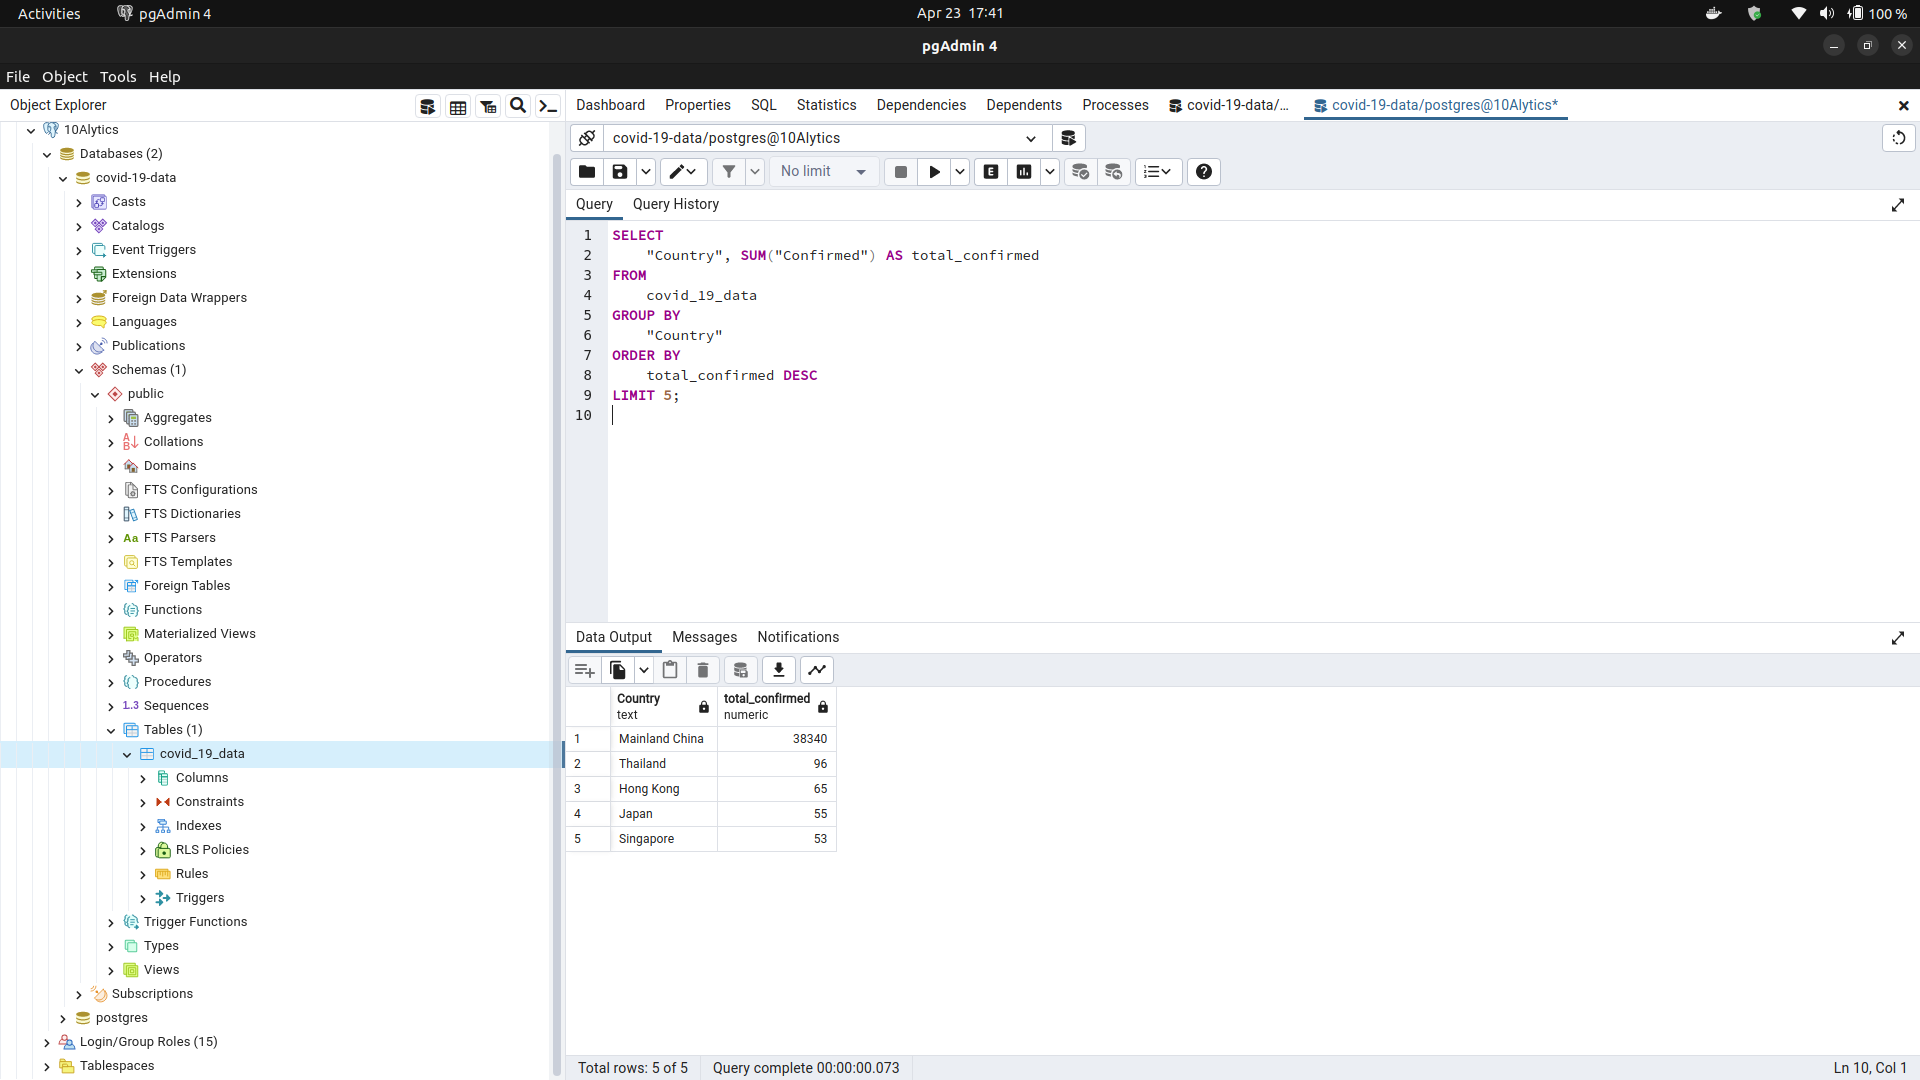 Activities pgAdmin 4 Apr 23 17:41 100 %
pgAdmin 4
File Object Tools Help
Object Explorer
10Alytics
Databases (2)
covid-19-data
Casts
Catalogs
Event Triggers
Extensions
Foreign Data Wrappers
Languages
Publications
Schemas (1)
public
Aggregates
Collations
Domains
FTS Configurations
FTS Dictionaries
Aa FTS Parsers
FTS Templates
Foreign Tables
Functions
Materialized Views
Operators
Procedures
1..3 Sequences
Tables (1)
covid_19_data
Columns
Constraints
Indexes
RLS Policies
Rules
Triggers
Trigger Functions
Types
Views
Subscriptions
postgres
Login/Group Roles (15)
Tablespaces
Dashboard Properties SQL Statistics Dependencies Dependents Processes covid-19-data/... covid-19-data/postgres@10Alytics*
covid-19-data/postgres@10Alytics
No limit E
Query Query History
1 SELECT
2 "Country", SUM("Confirmed") AS total_confirmed
3 FROM
4 covid_19_data
5 GROUP BY
6 "Country"
7 ORDER BY
8 total_confirmed DESC
9 LIMIT 5;
10
Data Output Messages Notifications
Country total_confirmed
text numeric
1 Mainland China 38340
2 Thailand 96
3 Hong Kong 65
4 Japan 55
5 Singapore 53
Total rows: 5 of 5 Query complete 00:00:00.073 Ln 10, Col 1